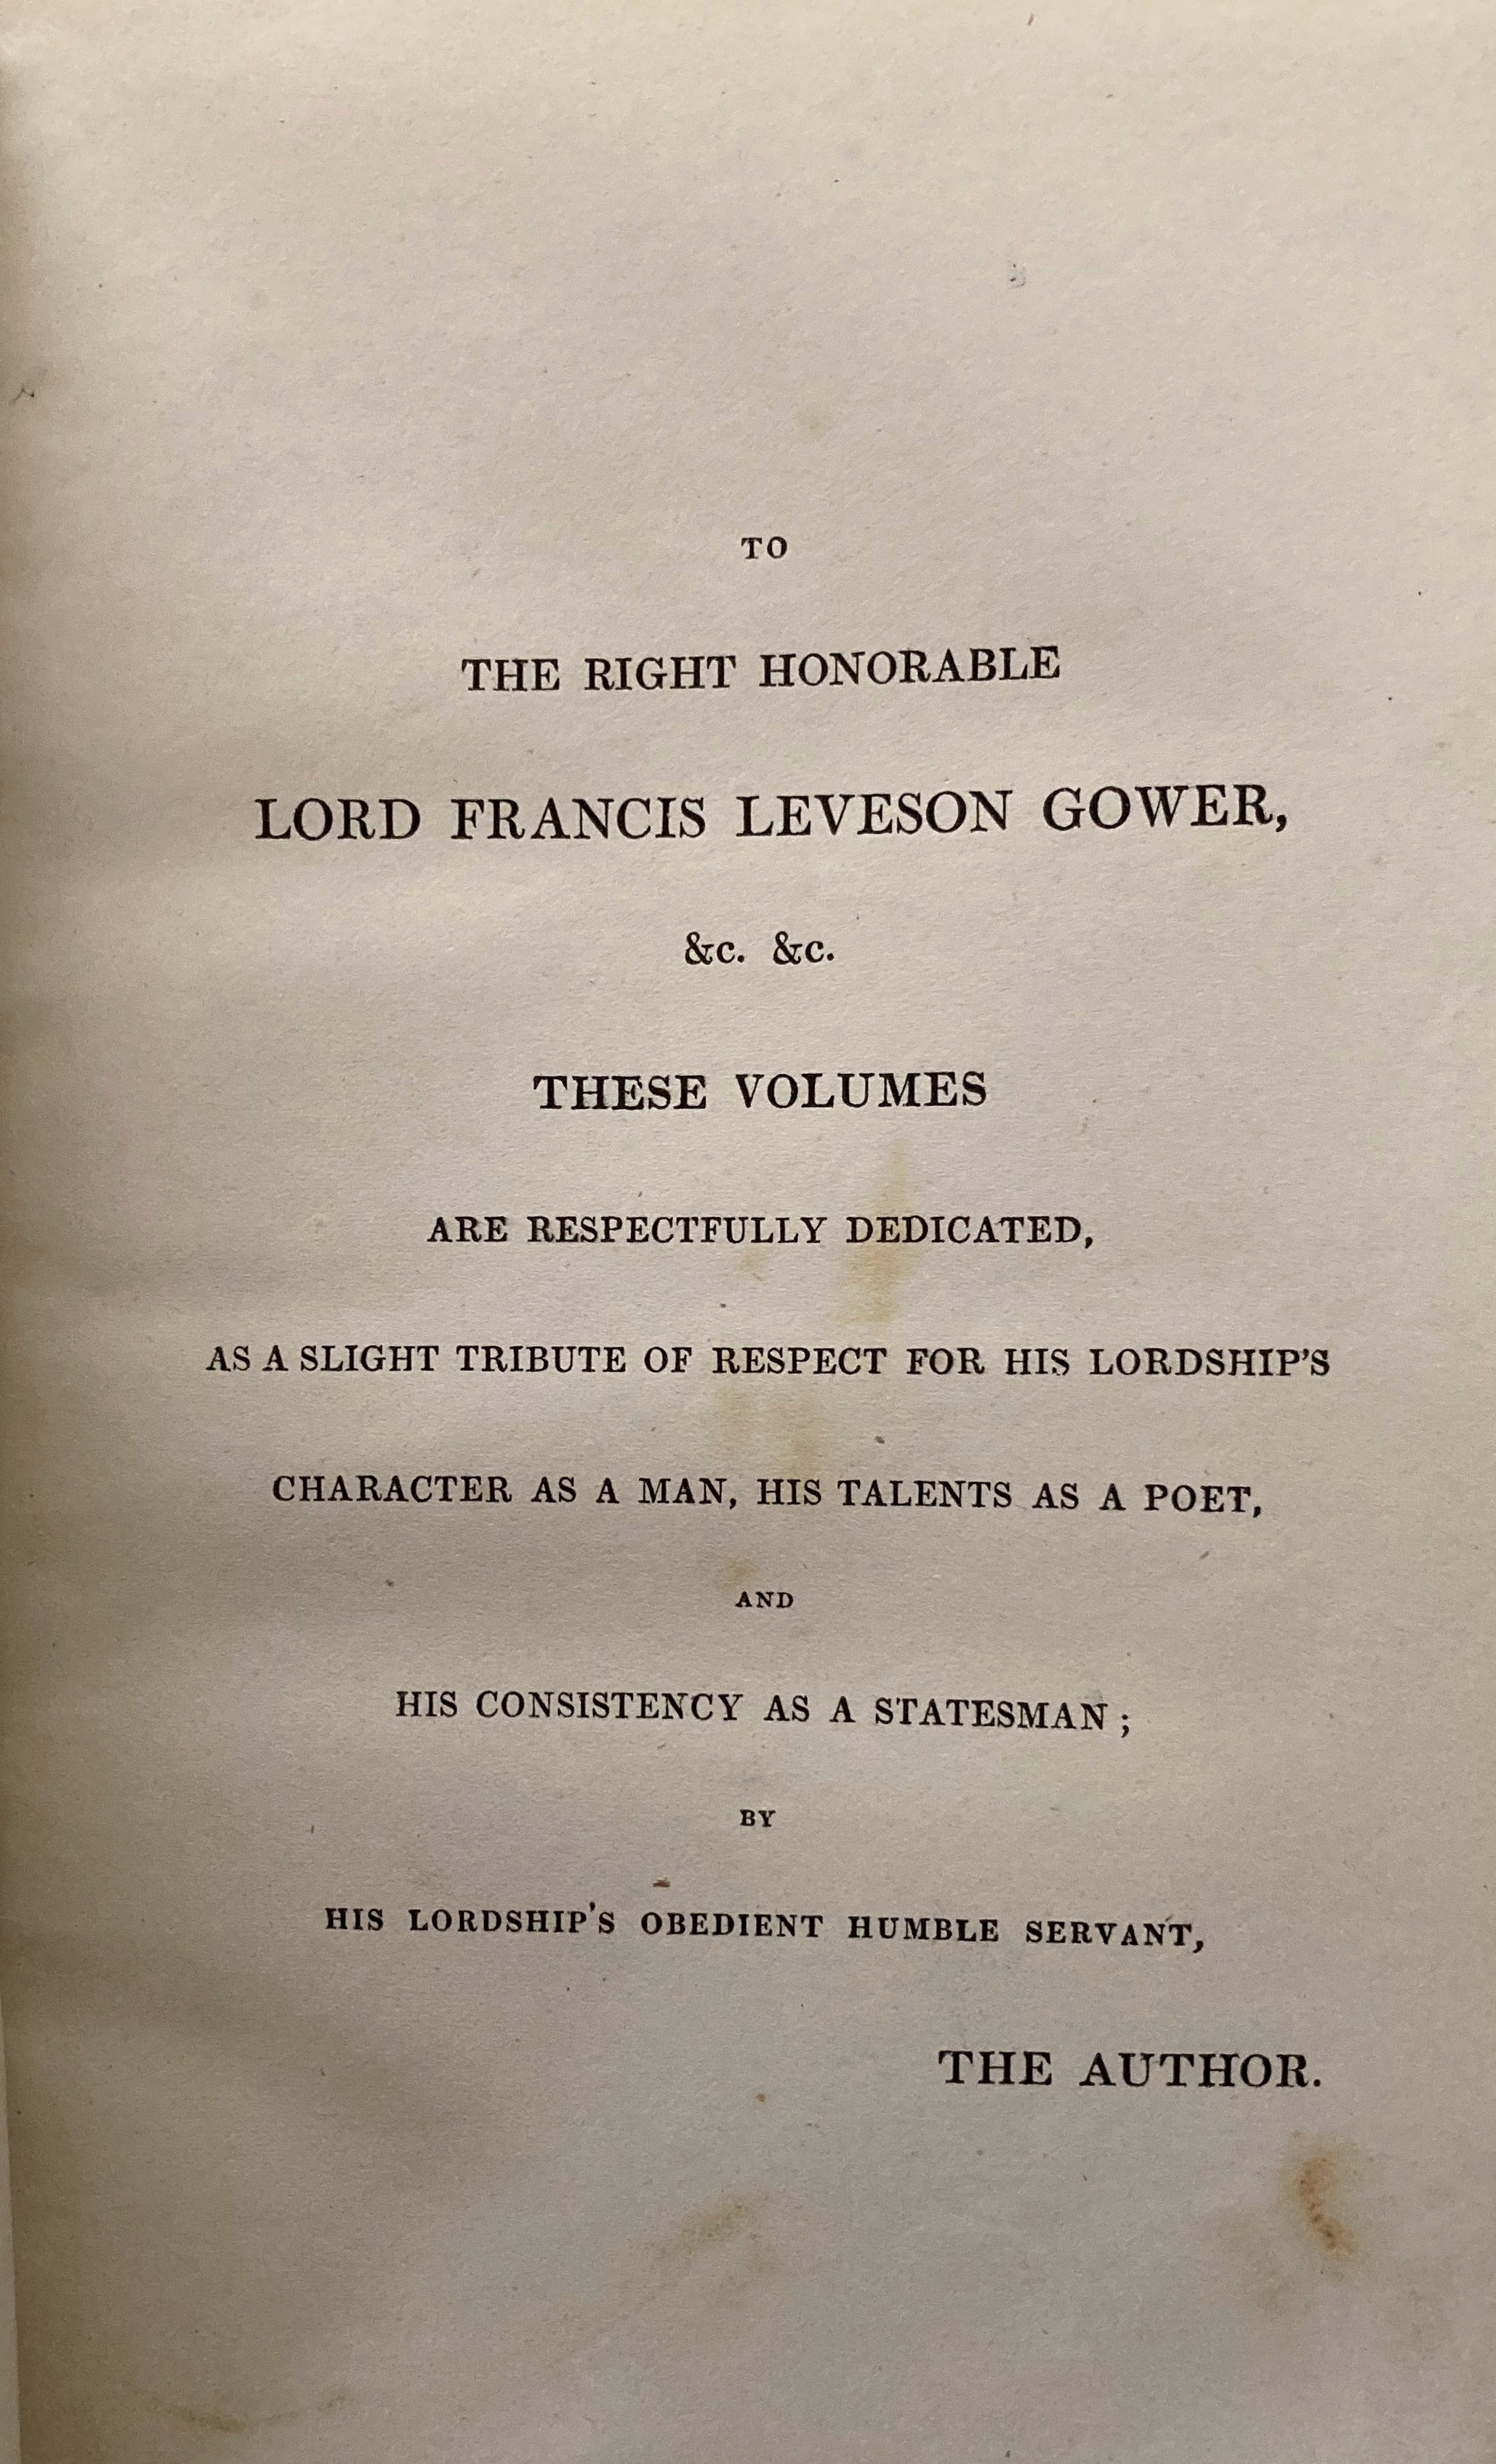 TO
THE RIGHT HONORABLE
LORD FRANCIS LEVESON GOWER,
&c. &c.
THESE VOLUMES
ARE RESPECTFULLY DEDICATED,
AS A SLIGHT TRIBUTE OF RESPECT FOR HIS LORDSHIP'S
CHARACTER AS A MAN, HIS TALENTS AS A POET,
AND
HIS CONSISTENCY AS A STATESMAN;
BY
HIS LORDSHIP'S OBEDIENT HUMBLE SERVANT,
THE AUTHOR.